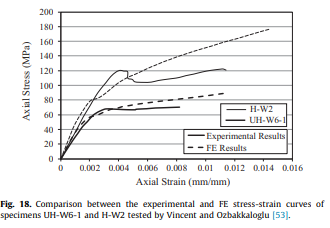 200
180
160
140
120
100
80
60
40
20
0
Axial Stress (MPa)
0 0.002 0.004 0.006 0.008 0.01 0.012 0.014 0.016
Axial Strain (mm/mm)
H-W2
UH-W6-1
Experimental Results
FE Results
Fig. 18. Comparison between the experimental and FE stress-strain curves of
specimens UH-W6-1 and H-W2 tested by Vincent and Ozbakkaloglu [53].